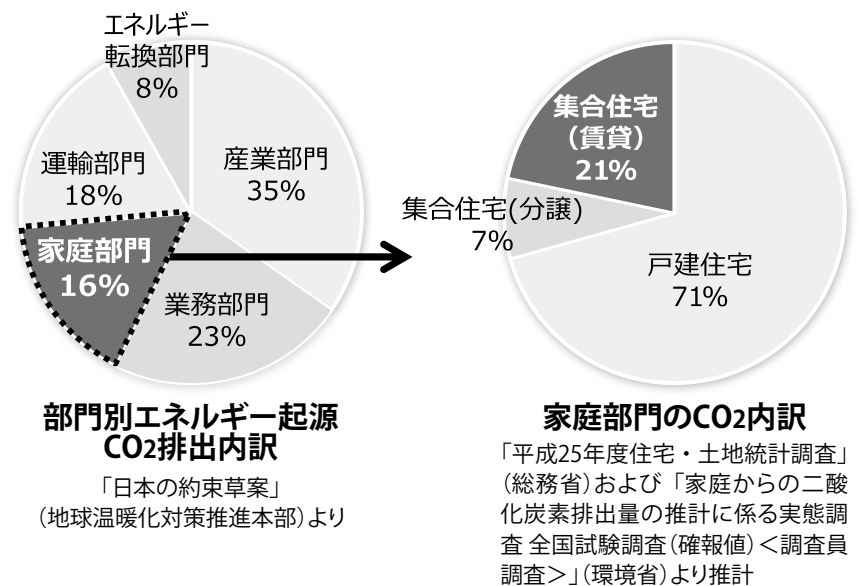 エネルギー
転換部門
8%
産業部門
35%
運輸部門
18%
家庭部門
16%
業務部門
23%
部門別エネルギー起源
CO2排出内訳
「日本の約束草案」
（地球温暖化対策推進本部）より
集合住宅
（賃貸）
21%
集合住宅(分譲)
7%
戸建住宅
71%
家庭部門のCO2内訳
「平成25年度住宅・土地統計調査」
（総務省）および「家庭からの二酸
化炭素排出量の推計に係る実態調
査 全国試験調査（確報値）＜調査員
調査＞」（環境省）より推計